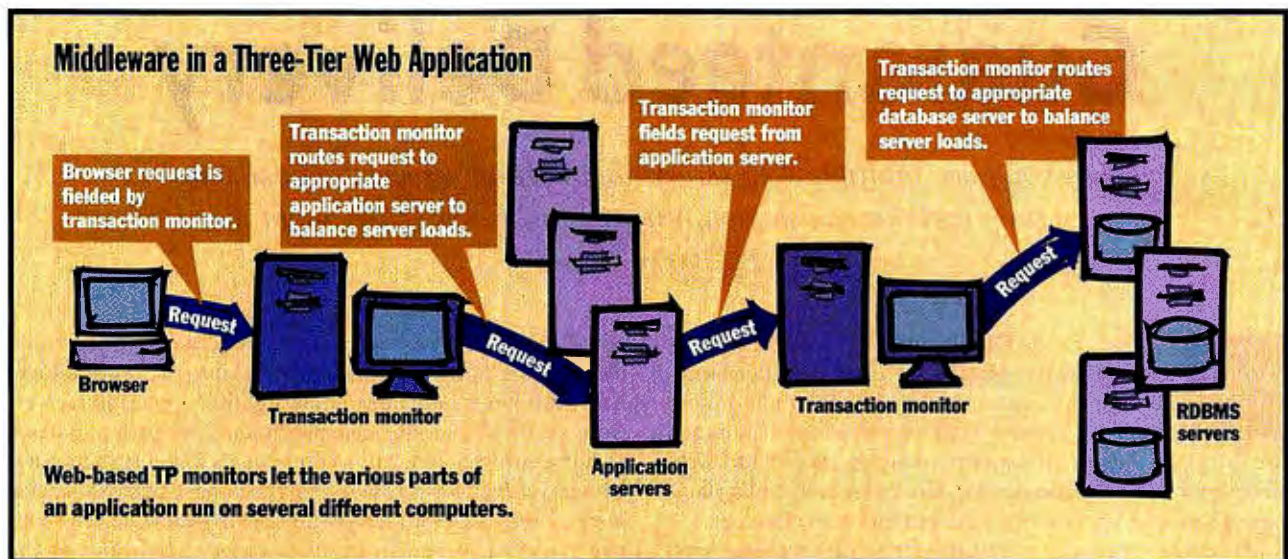 Middleware in a Three-Tier Web Application
Browser request is
fielded by
transaction monitor.
Transaction monitor
routes request to
appropriate
application server to
balance server loads.
Transaction monitor
fields request from
application server.
Transaction monitor routes
request to appropriate
database server to balance
server loads.
Request
Request
Request
Request
Browser
Transaction monitor
Application
servers
Transaction monitor
RDBMS
servers
Web-based TP monitors let the various parts of
an application run on several different computers.